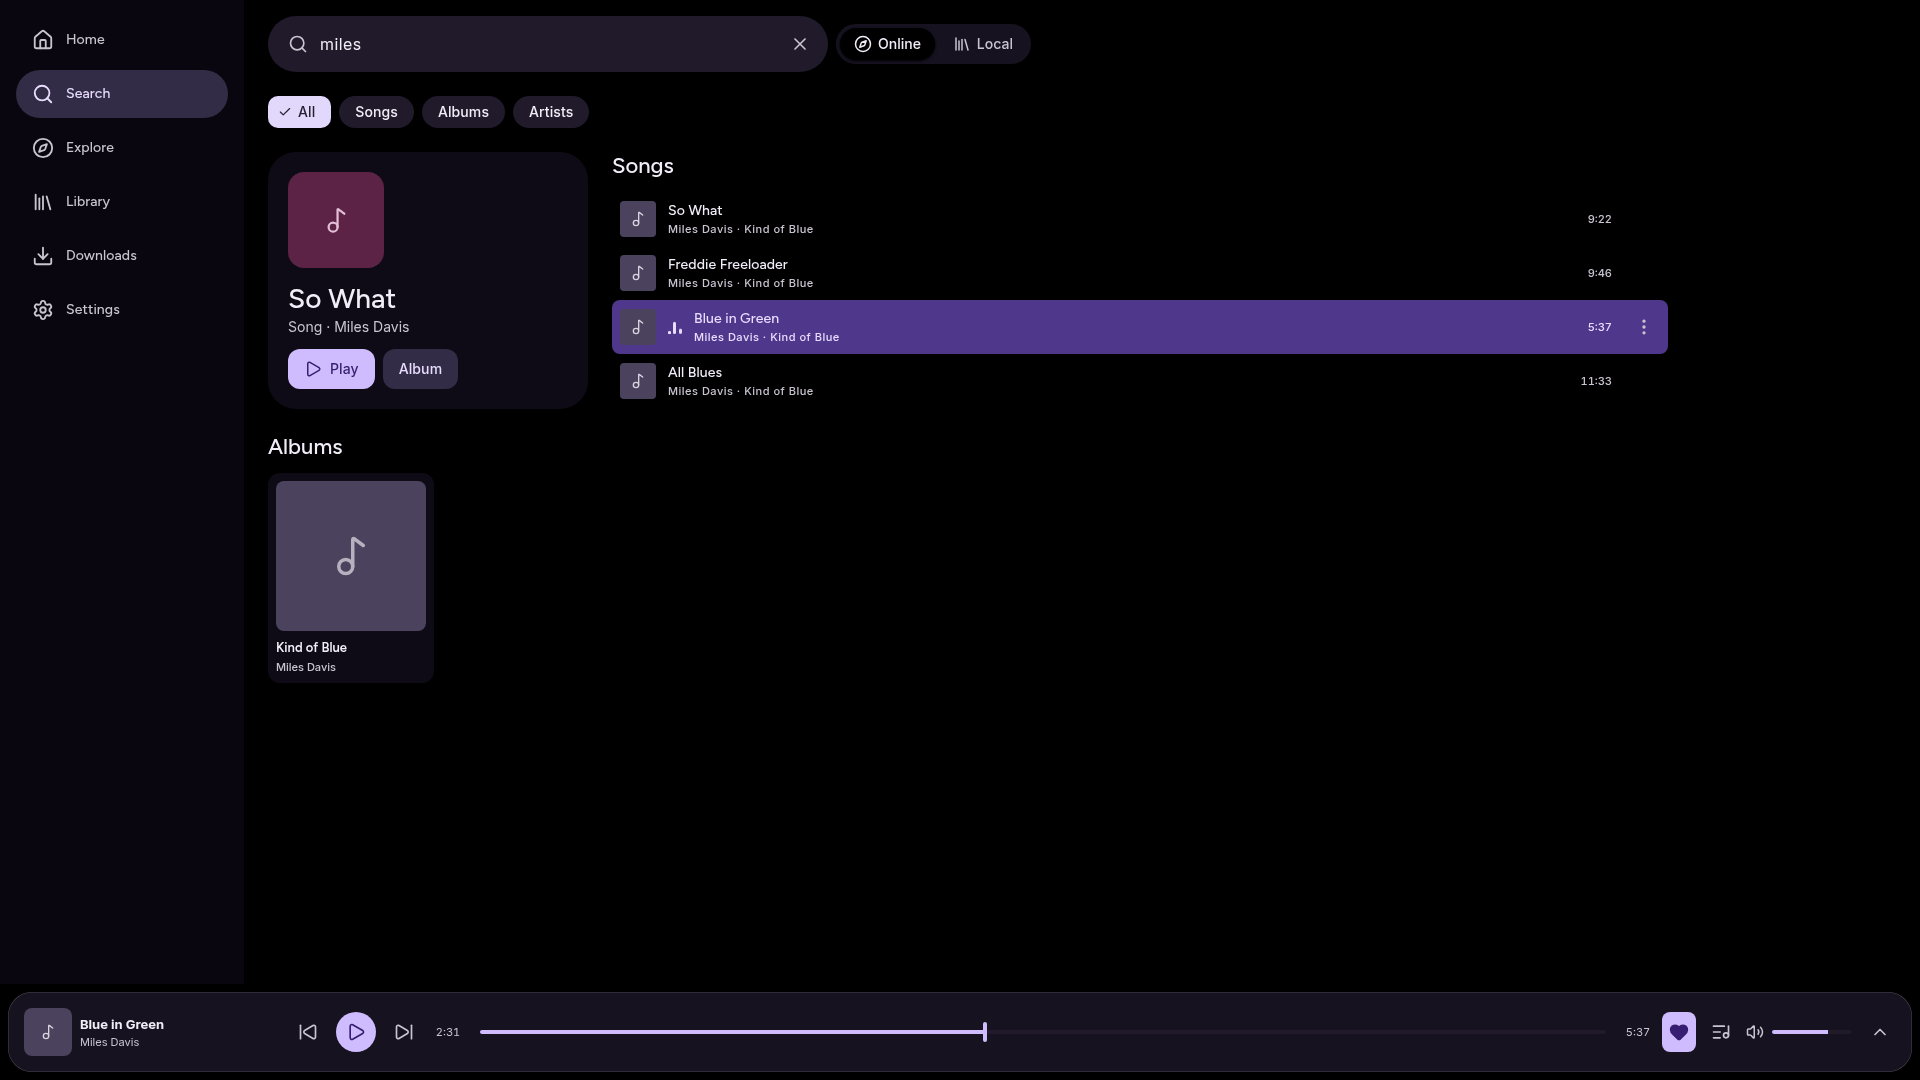 Home
Search
Explore
Library
Downloads
Settings
miles
Online
Local
All
Songs
Albums
Artists
So What
Song · Miles Davis
Play
Album
Songs
So What
Miles Davis · Kind of Blue
9:22
Freddie Freeloader
Miles Davis · Kind of Blue
9:46
Blue in Green
Miles Davis · Kind of Blue
5:37
All Blues
Miles Davis · Kind of Blue
11:33
Albums
Kind of Blue
Miles Davis
Blue in Green
Miles Davis
2:31
5:37